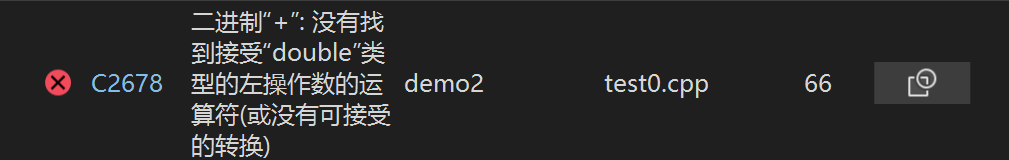 二进制“+”: 没有找
到接受“double”类
C2678 型的左操作数的运 demo2 test0.cpp 66
算符(或没有可接受
的转换)